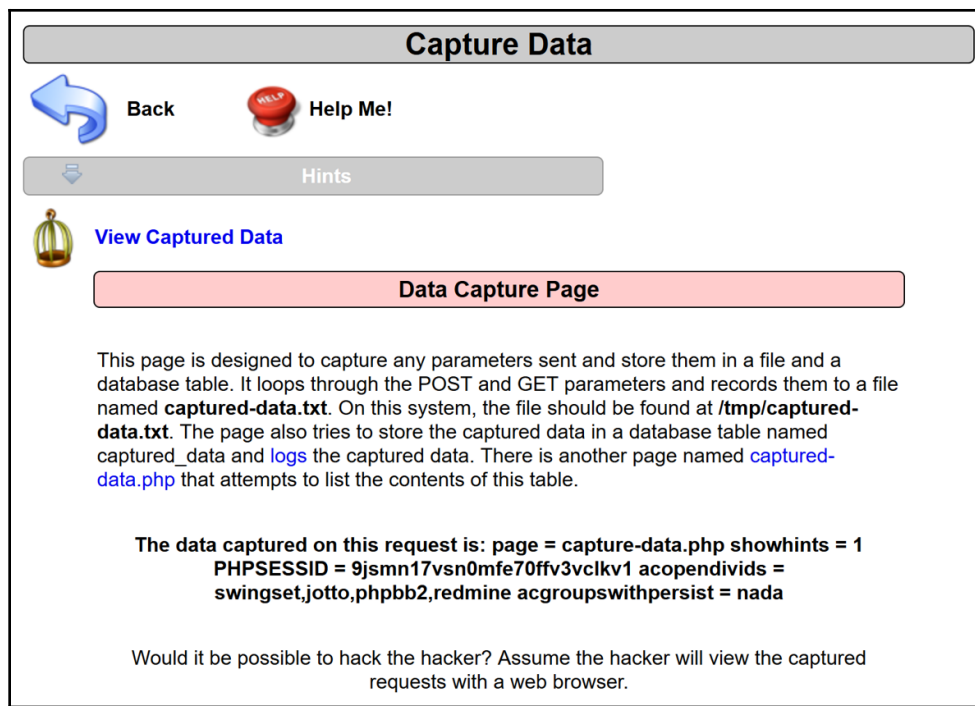 Capture Data
Back
HELP
Help Me!
Hints
View Captured Data
Data Capture Page
This page is designed to capture any parameters sent and store them in a file and a
database table. It loops through the POST and GET parameters and records them to a file
named captured-data.txt. On this system, the file should be found at /tmp/captured-
data.txt. The page also tries to store the captured data in a database table named
captured_data and logs the captured data. There is another page named captured-
data.php that attempts to list the contents of this table.
The data captured on this request is: page = capture-data.php showhints = 1
PHPSESSID = 9jsmn17vsn0mfe70ffv3vclkv1 acopendivids =
swingset,jotto,phpbb2,redmine acgroupswithpersist = nada
Would it be possible to hack the hacker? Assume the hacker will view the captured
requests with a web browser.